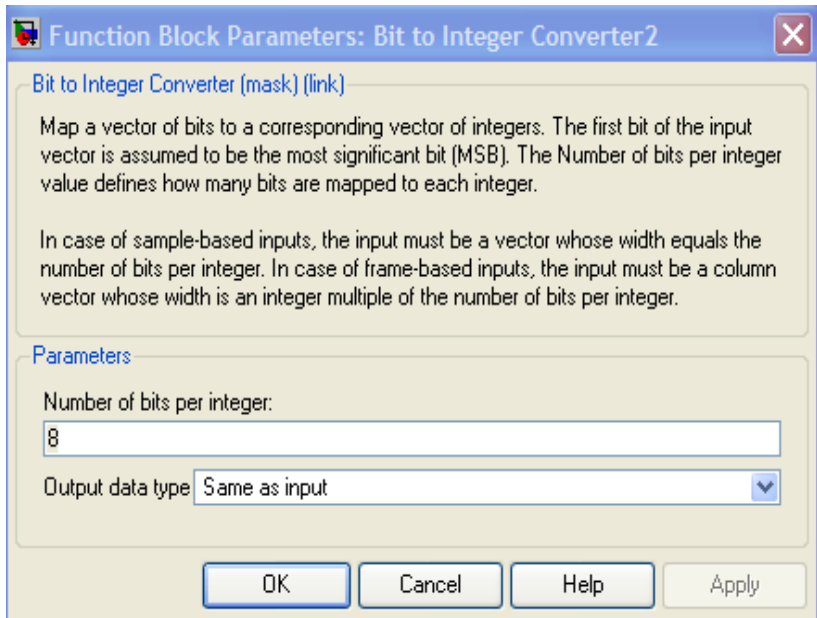 Function Block Parameters: Bit to Integer Converter2
Bit to Integer Converter (mask) (link)
Map a vector of bits to a corresponding vector of integers. The first bit of the input
vector is assumed to be the most significant bit (MSB). The Number of bits per integer
value defines how many bits are mapped to each integer.
In case of sample-based inputs, the input must be a vector whose width equals the
number of bits per integer. In case of frame-based inputs, the input must be a column
vector whose width is an integer multiple of the number of bits per integer.
Parameters
Number of bits per integer:
8
Output data type Same as input
OK Cancel Help Apply